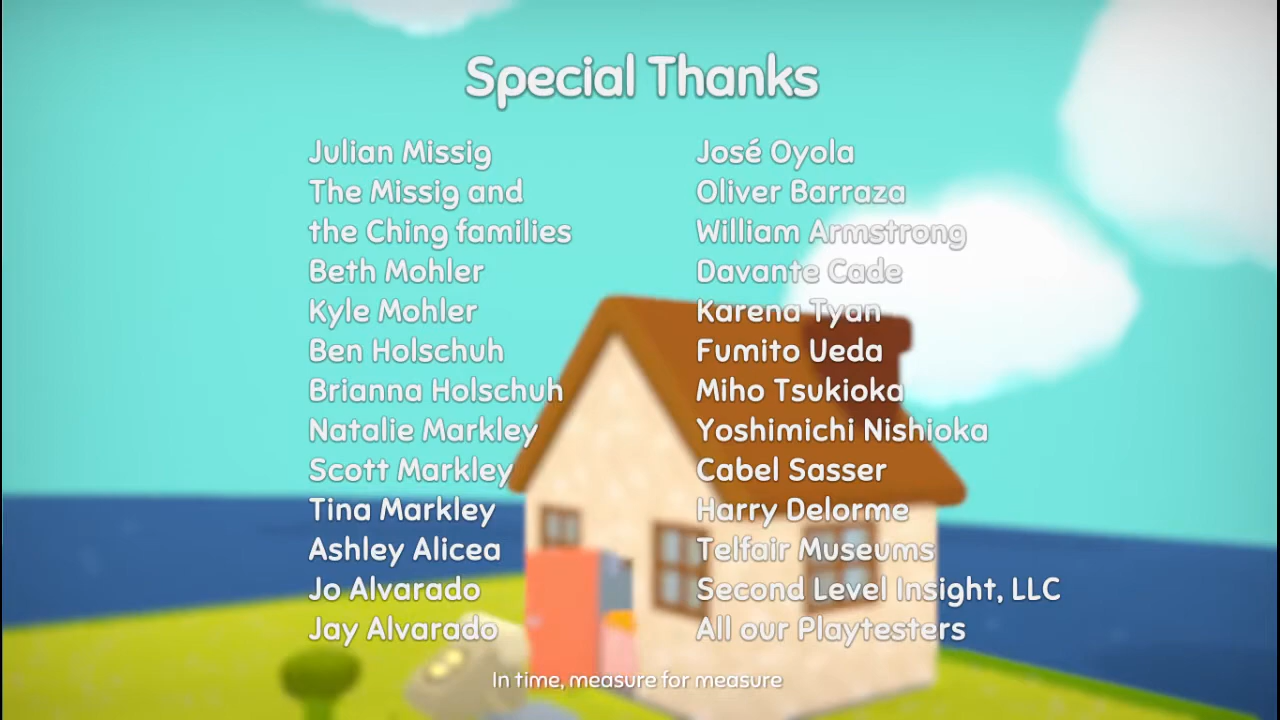 Special Thanks
Julian Missig
The Missig and
the Ching families
Beth Mohler
Kyle Mohler
Ben Holschuh
Brianna Holschuh
Natalie Markley
Scott Markley
Tina Markley
Ashley Alicea
Jo Alvarado
Jay Alvarado
José Oyola
Oliver Barraza
William Armstrong
Davante Cade
Karena Tyan
Fumito Ueda
Miho Tsukioka
Yoshimichi Nishioka
Cabel Sasser
Harry Delorme
Telfair Museums
Second Level Insight, LLC
All our Playtesters
In time, measure for measure